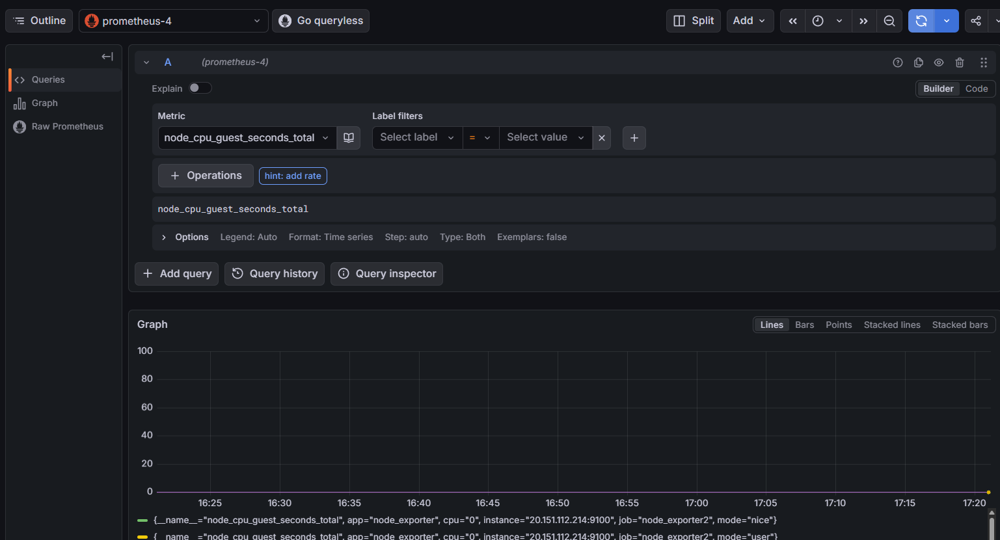 Outline
prometheus-4
Go queryless
Split
Add
Queries
Graph
Raw Prometheus
A
(prometheus-4)
Explain
Builder
Code
Metric
Label filters
node_cpu_guest_seconds_total
Select label
=
Select value
+ Operations
hint: add rate
node_cpu_guest_seconds_total
Options Legend: Auto Format: Time series Step: auto Type: Both Exemplars: false
+ Add query
Query history
Query inspector
Graph
Lines Bars Points Stacked lines Stacked bars
100
80
60
40
20
0
16:25 16:30 16:35 16:40 16:45 16:50 16:55 17:00 17:05 17:10 17:15 17:20
{__name__="node_cpu_guest_seconds_total", app="node_exporter", cpu="0", instance="20.151.112.214:9100", job="node_exporter2", mode="nice"}
{__name__="node_cpu_guest_seconds_total", app="node_exporter", cpu="0", instance="20.151.112.214:9100", job="node_exporter2", mode="user"}